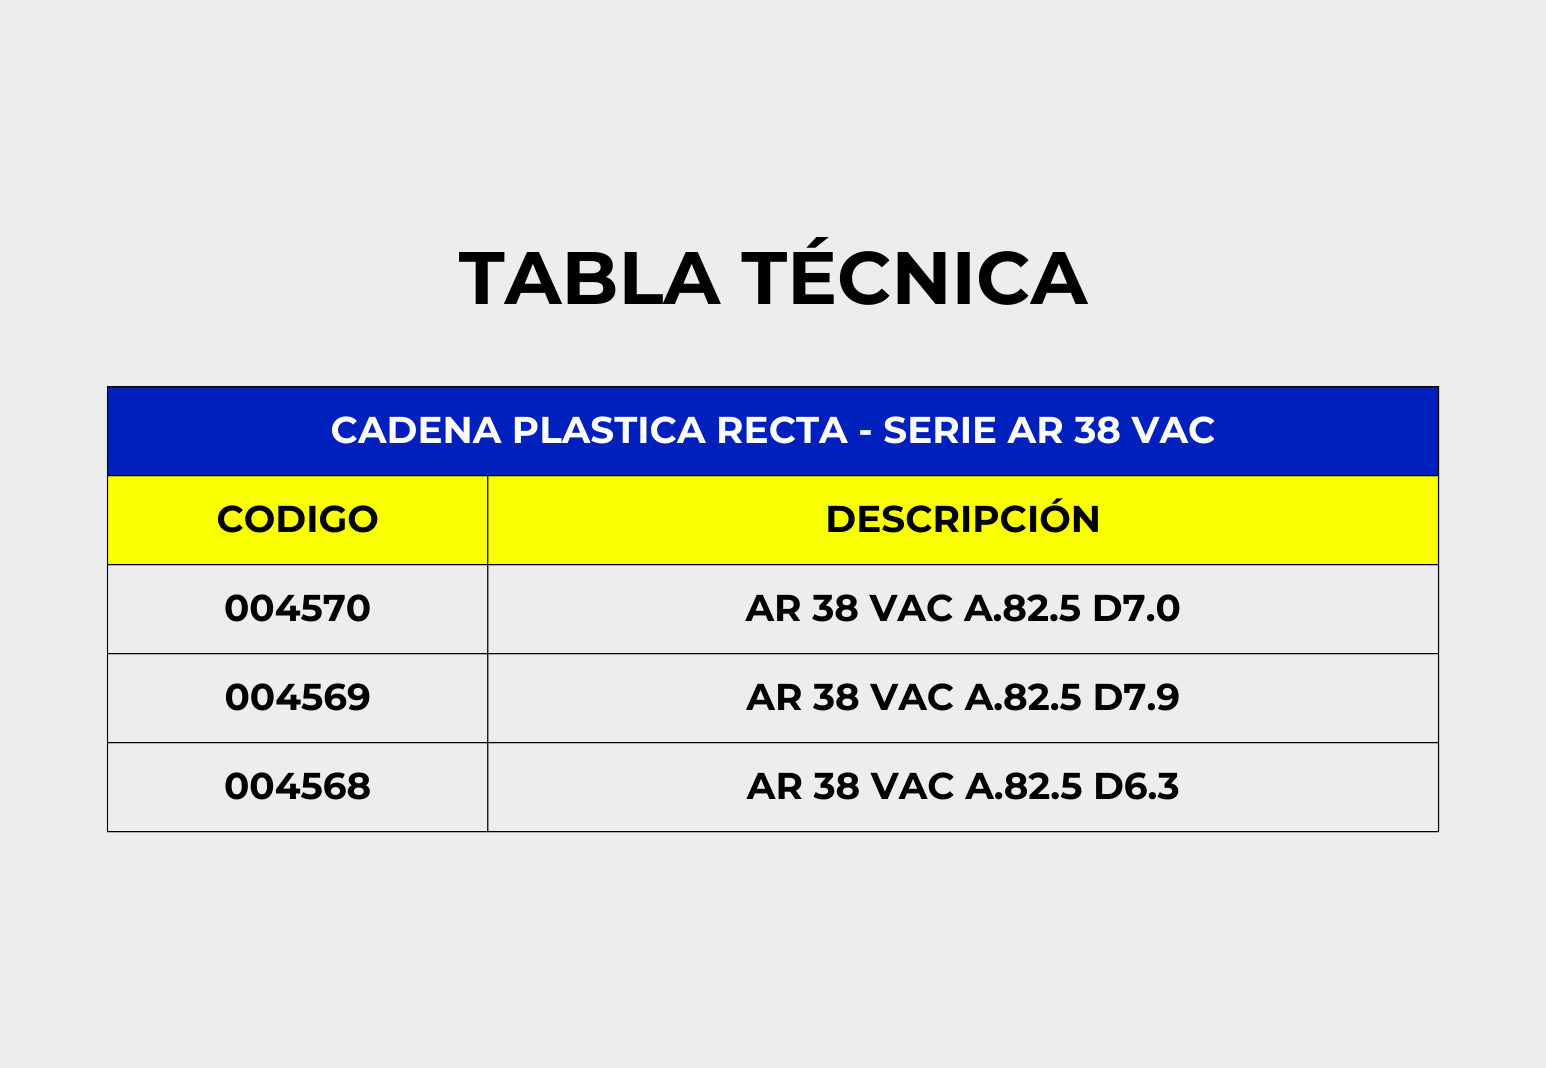 TABLA TÉCNICA
CADENA PLASTICA RECTA - SERIE AR 38 VAC
CODIGO DESCRIPCIÓN
004570 AR 38 VAC A.82.5 D7.0
004569 AR 38 VAC A.82.5 D7.9
004568 AR 38 VAC A.82.5 D6.3